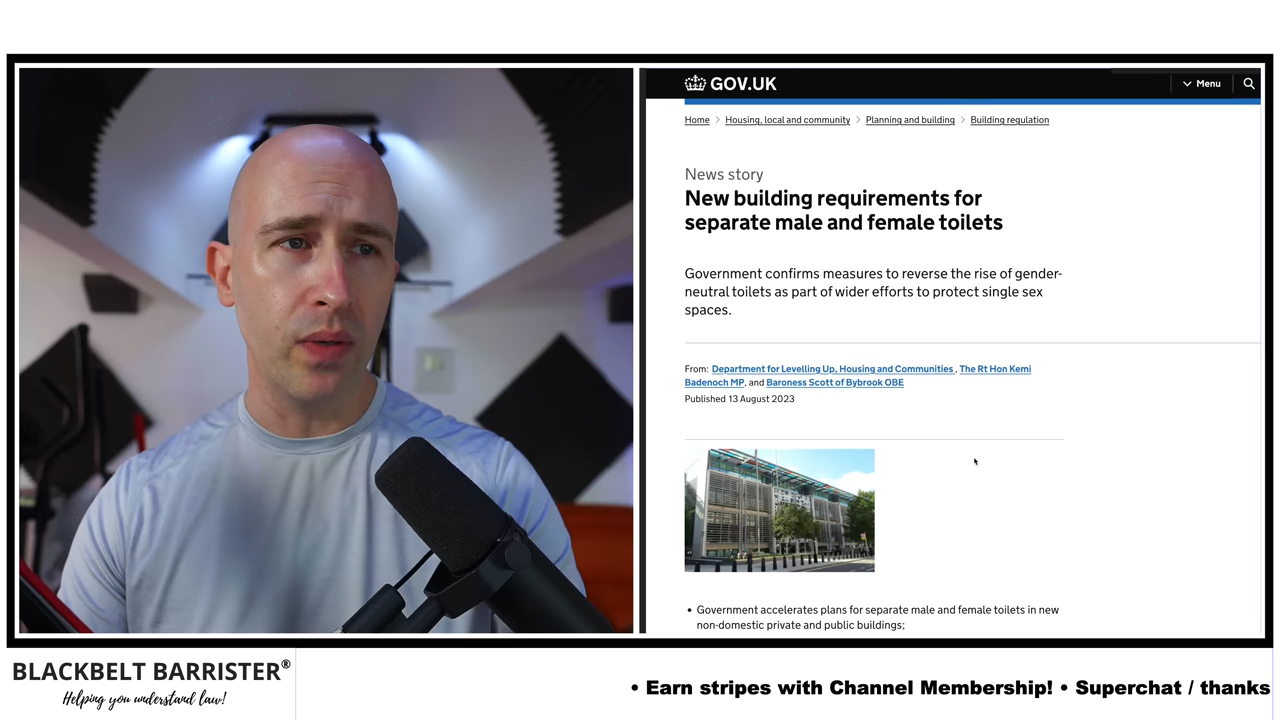 GOV.UK
Menu
Home > Housing, local and community > Planning and building > Building regulation
News story
New building requirements for
separate male and female toilets
Government confirms measures to reverse the rise of gender-
neutral toilets as part of wider efforts to protect single sex
spaces.
From: Department for Levelling Up, Housing and Communities , The Rt Hon Kemi
Badenoch MP, and Baroness Scott of Bybrook OBE
Published 13 August 2023
• Government accelerates plans for separate male and female toilets in new
non-domestic private and public buildings;
BLACKBELT BARRISTER®
Helping you understand law!
• Earn stripes with Channel Membership! • Superchat / thanks